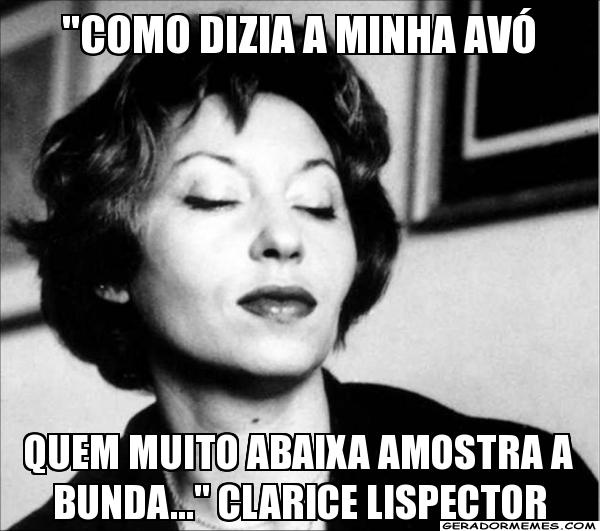 "COMO DIZIA A MINHA AVÓ
QUEM MUITO ABAIXA AMOSTRA A
BUNDA..." CLARICE LISPECTOR
GERADORMEMES.COM